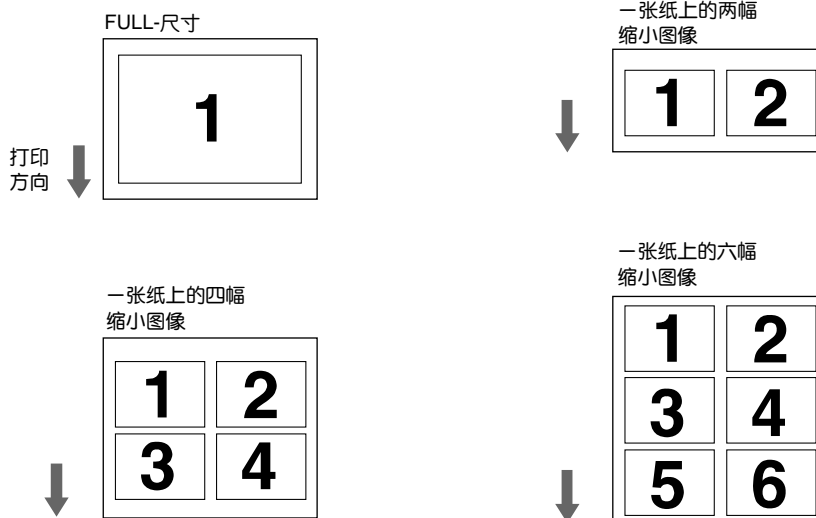 FULL-尺寸
1
打印
方向
一张纸上的两幅
缩小图像
1 2
一张纸上的四幅
缩小图像
1 2
3 4
一张纸上的六幅
缩小图像
1 2
3 4
5 6